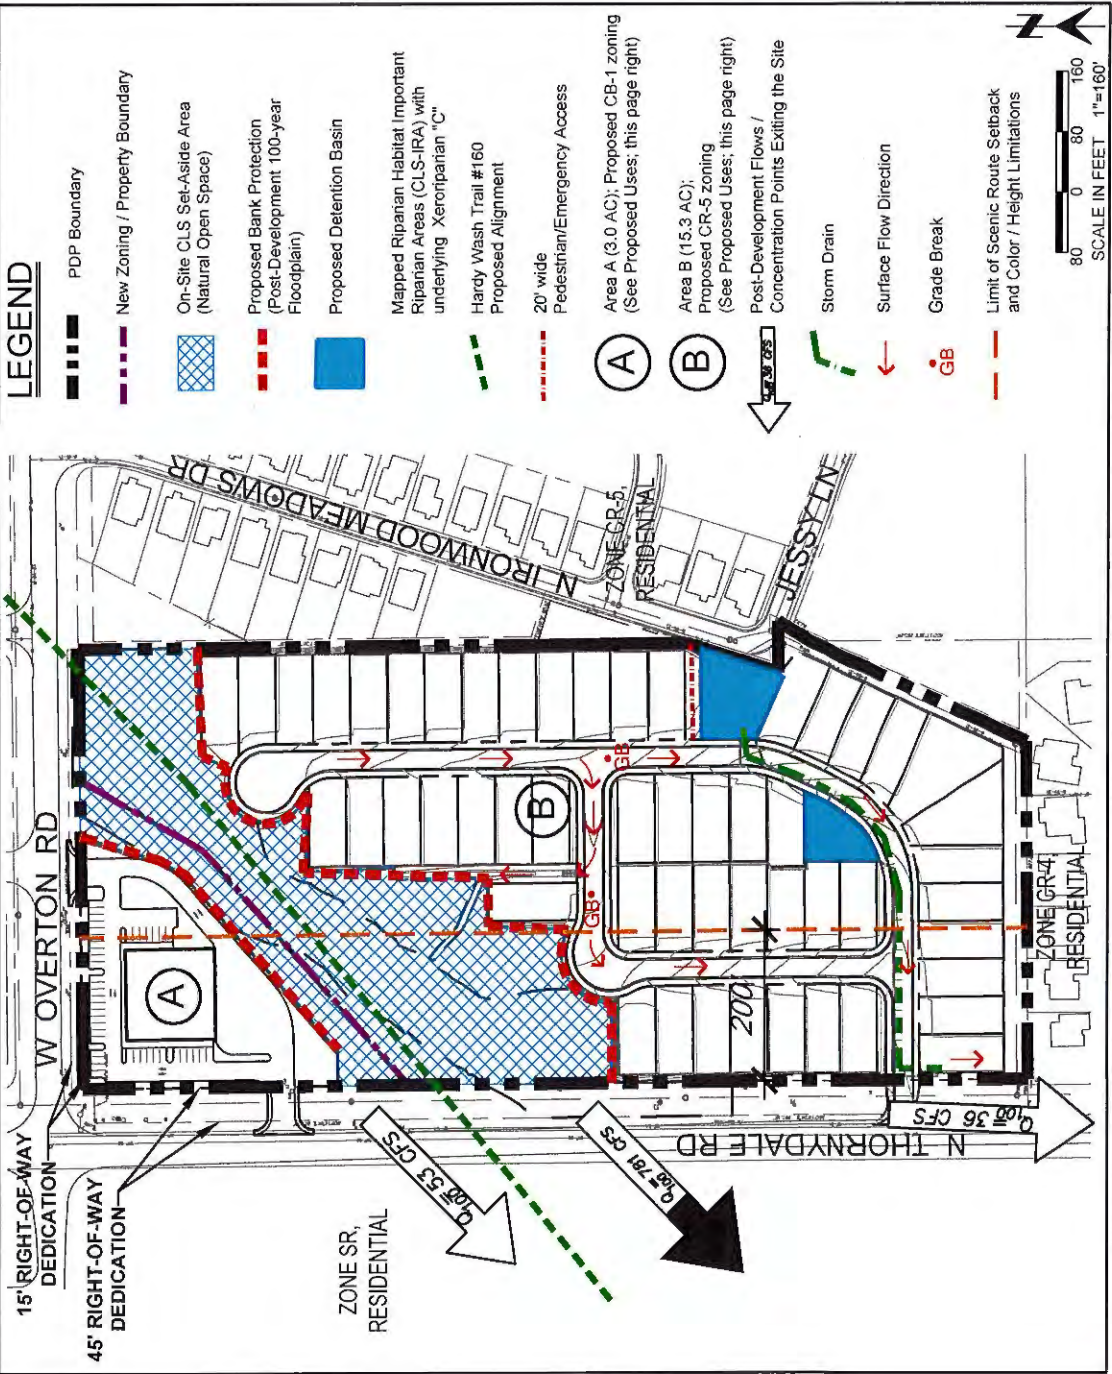 LEGEND
PDP Boundary
New Zoning / Property Boundary
On-Site CLS Set-Aside Area
(Natural Open Space)
Proposed Bank Protection
(Post-Development 100-year
Floodplain)
Proposed Detention Basin
Mapped Riparian Habitat Important
Riparian Areas (CLS-IRA) with
underlying Xeroriparian "C"
Hardy Wash Trail #160
Proposed Alignment
20' wide
Pedestrian/Emergency Access
A
Area A (3.0 AC); Proposed CB-1 zoning
(See Proposed Uses; this page right)
B
Area B (15.3 AC);
Proposed CR-5 zoning
(See Proposed Uses; this page right)
Post-Development Flows /
Concentration Points Exiting the Site
Storm Drain
Surface Flow Direction
GB
Grade Break
Limit of Scenic Route Setback
and Color / Height Limitations
N
80 0 80 160
SCALE IN FEET 1"=160'
15' RIGHT-OF-WAY
DEDICATION
45' RIGHT-OF-WAY
DEDICATION
W OVERTON RD
N IRONWOOD MEADOWS DR
ZONE CR-5,
RESIDENTIAL
JESSY LN
A
B
GB
GB
200'
ZONE CR-4,
RESIDENTIAL
N THORNYDALE RD
Q100=53 CFS
Q100=781 CFS
Q100=36 CFS
ZONE SR,
RESIDENTIAL